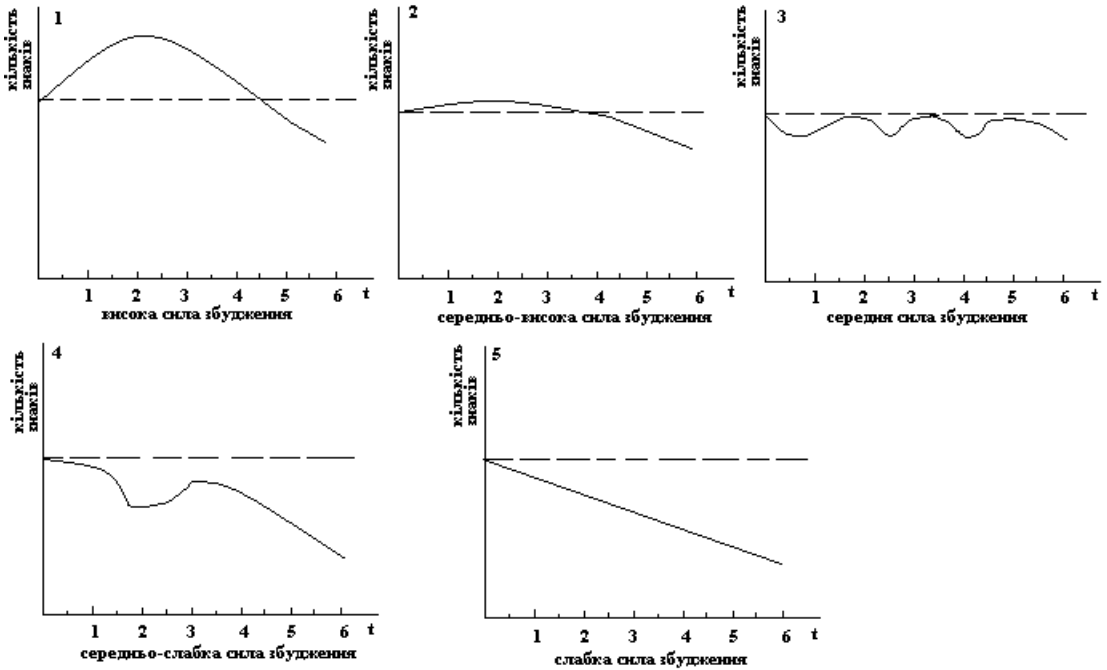 1
кількість
знаків
1 2 3 4 5 6 t
висока сила збудження
2
кількість
знаків
1 2 3 4 5 6 t
середньо-висока сила збудження
3
кількість
знаків
1 2 3 4 5 6 t
середня сила збудження
4
кількість
знаків
1 2 3 4 5 6 t
середньо-слабка сила збудження
5
кількість
знаків
1 2 3 4 5 6 t
слабка сила збудження